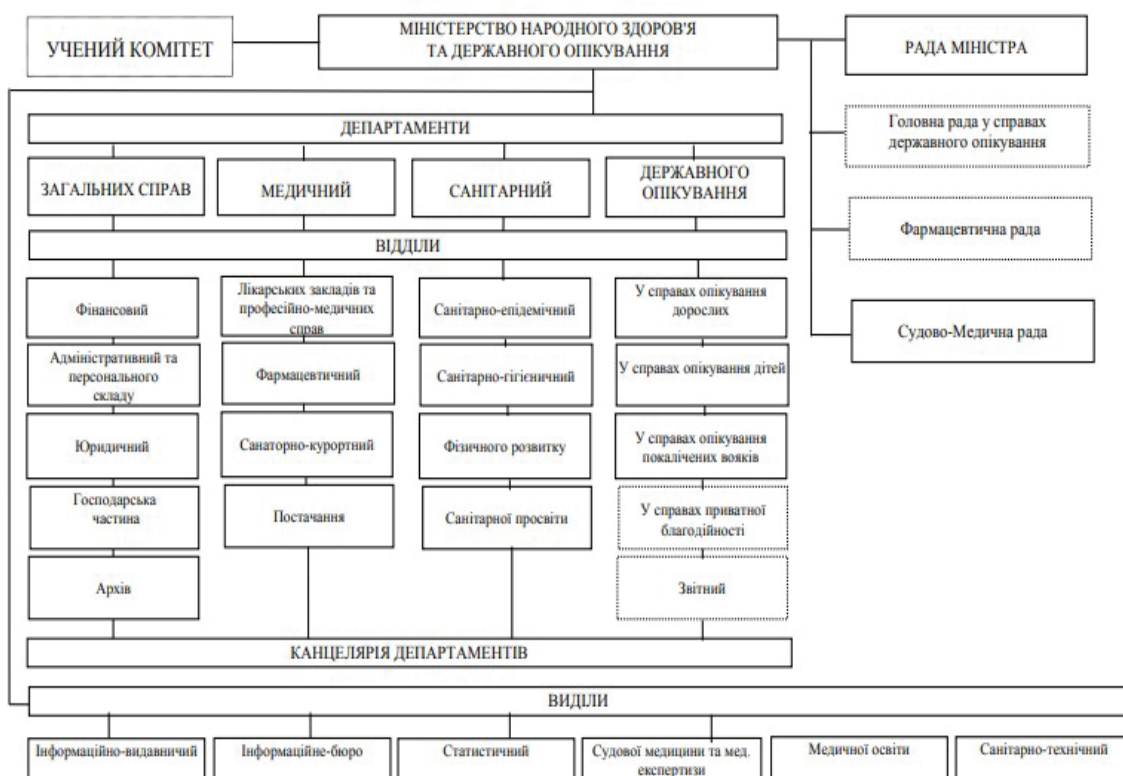 УЧЕНИЙ КОМІТЕТ
МІНІСТЕРСТВО НАРОДНОГО ЗДОРОВ'Я
ТА ДЕРЖАВНОГО ОПІКУВАННЯ
РАДА МІНІСТРА
Головна рада у справах
державного опікування
Фармацевтична рада
Судово-Медична рада
ДЕПАРТАМЕНТИ
ЗАГАЛЬНИХ СПРАВ
МЕДИЧНИЙ
САНІТАРНИЙ
ДЕРЖАВНОГО
ОПІКУВАННЯ
ВІДДІЛИ
Фінансовий
Адміністративний та
персонального
складу
Юридичний
Господарська
частина
Архів
Лікарських закладів та
професійно-медичних
справ
Фармацевтичний
Санаторно-курортний
Постачання
Санітарно-епідемічний
Санітарно-гігієничний
Фізичного розвитку
Санітарної просвіти
У справах опікування
дорослих
У справах опікування дітей
У справах опікування
покалічених вояків
У справах приватної
благодійності
Звітний
КАНЦЕЛЯРІЯ ДЕПАРТАМЕНТІВ
ВИДІЛИ
Інформаційно-видавничий
Інформаційне-бюро
Статистичний
Судової медицини та мед.
експертизи
Медичної освіти
Санітарно-технічний